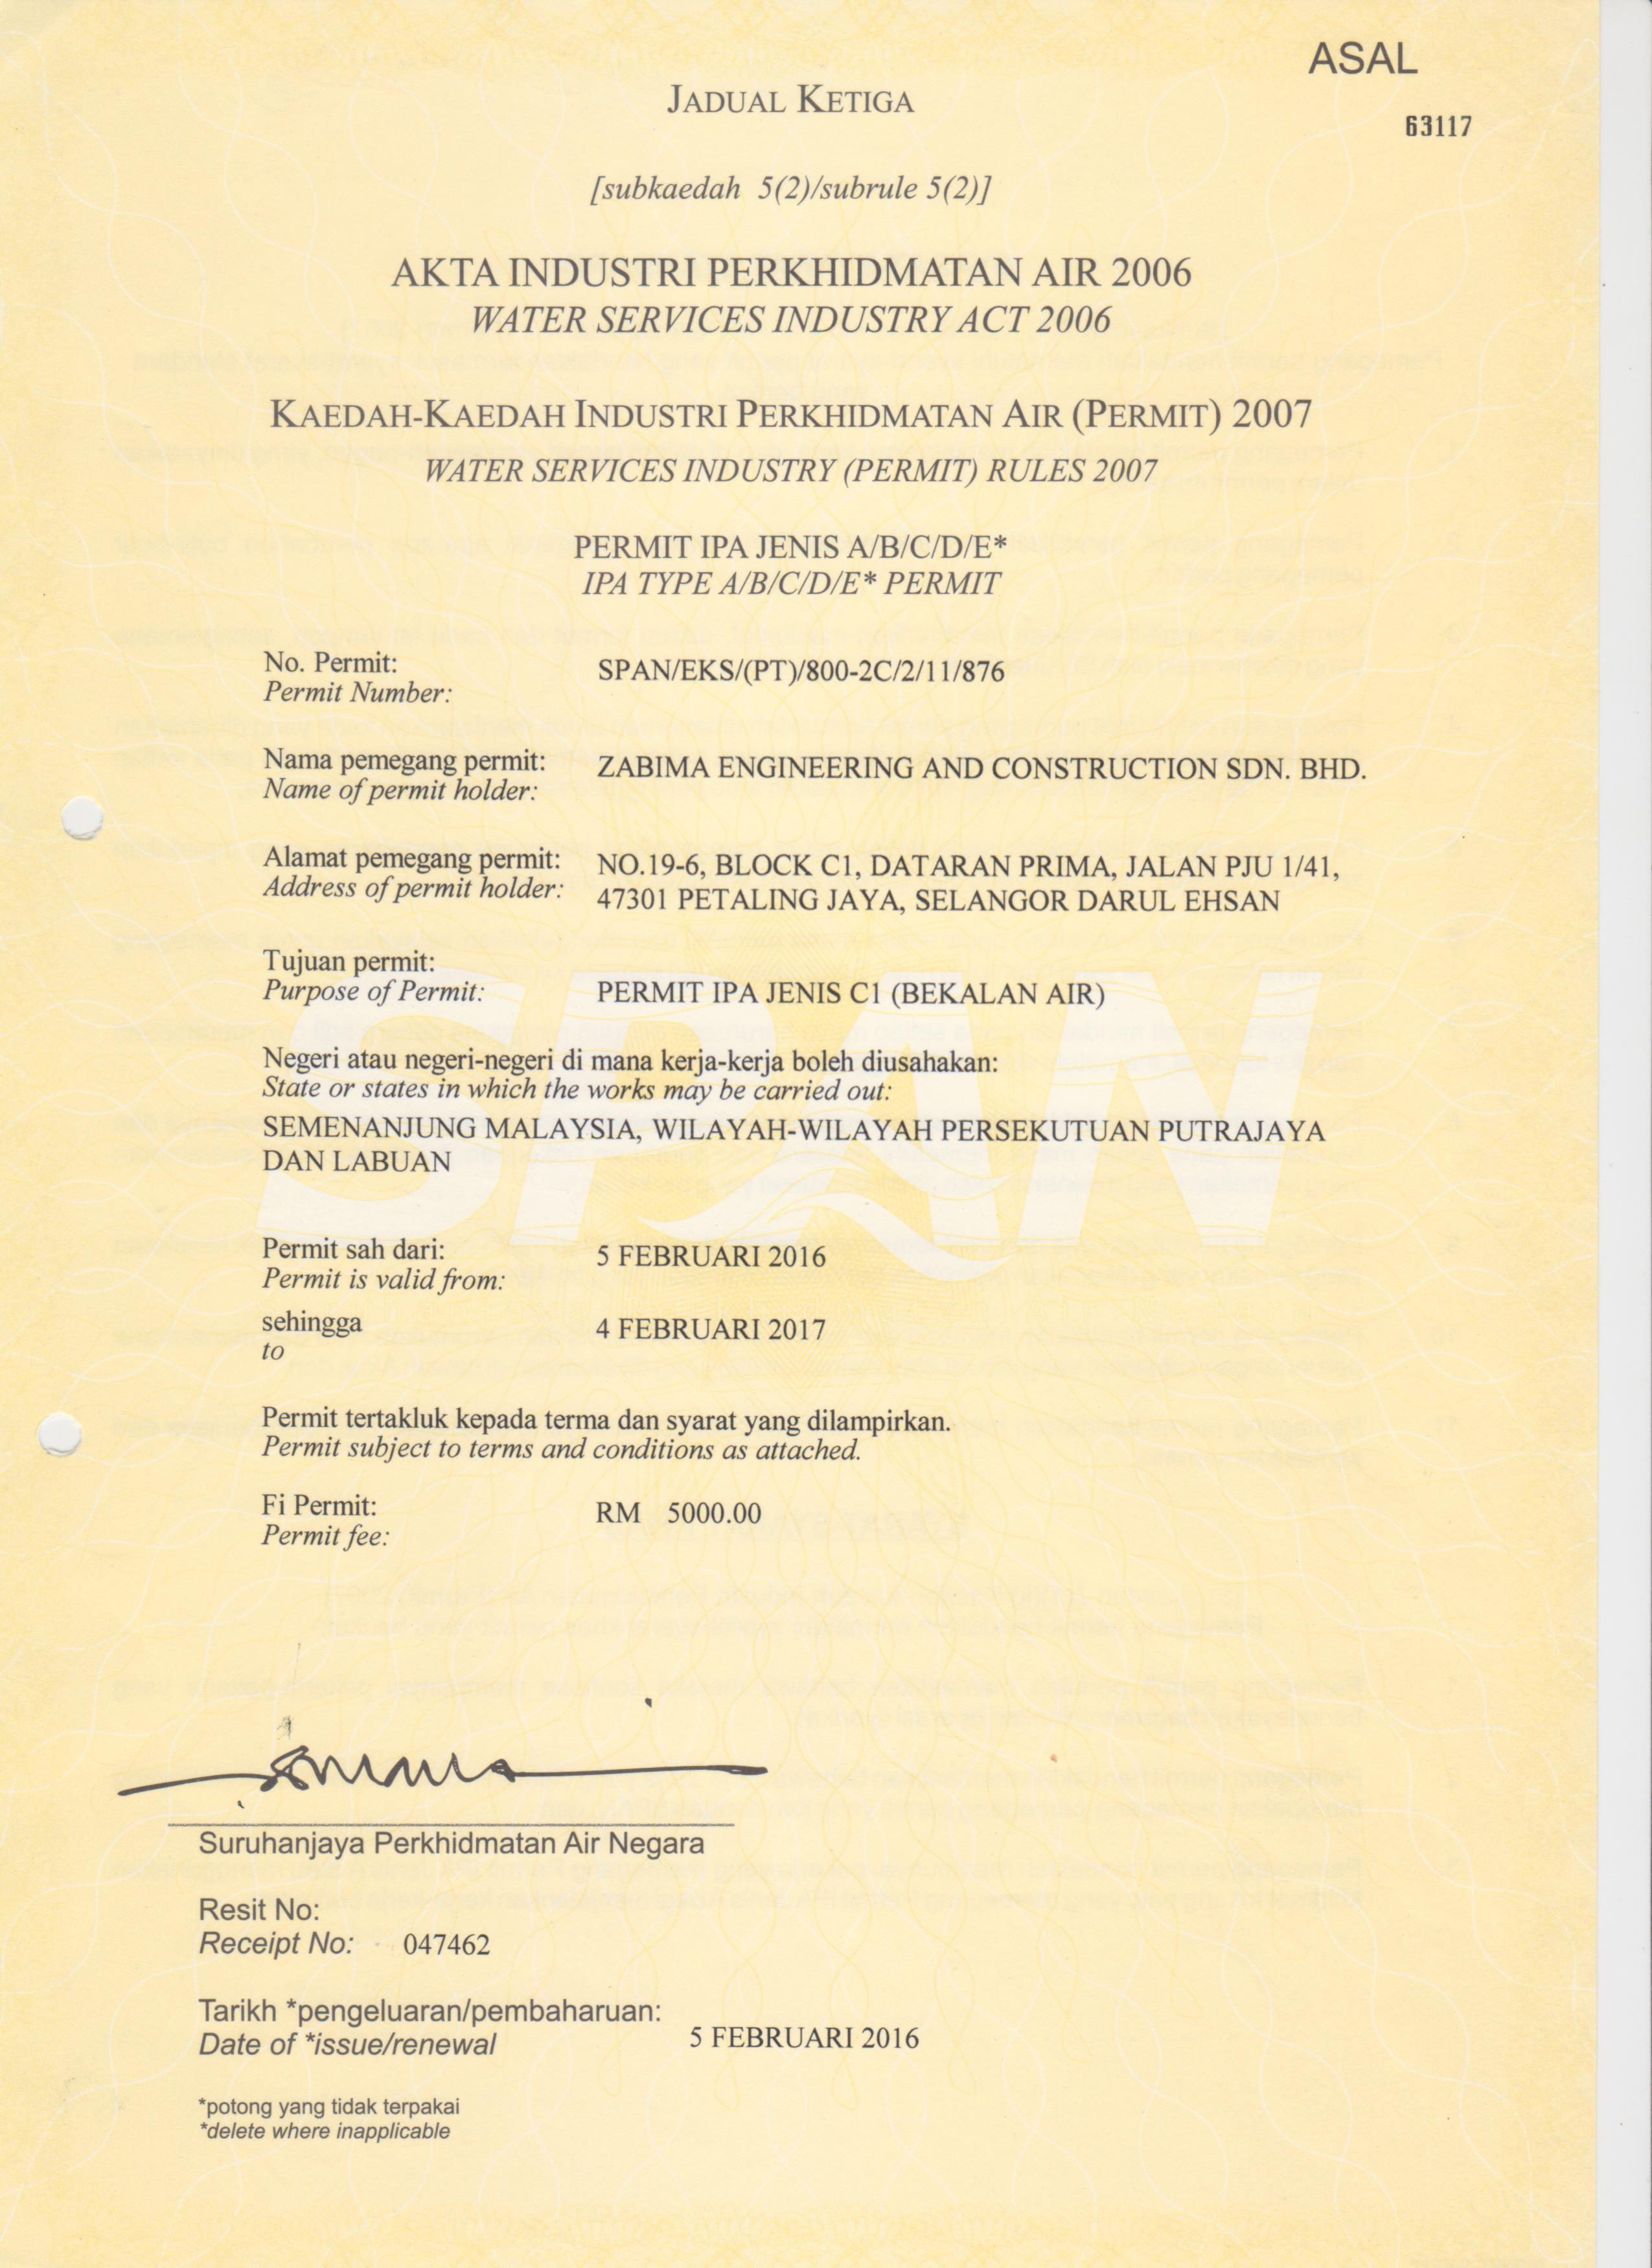 ASAL
JADUAL KETIGA
63117
[subkaedah 5(2)/subrule 5(2)]
AKTA INDUSTRI PERKHIDMATAN AIR 2006
WATER SERVICES INDUSTRY ACT 2006
KAEDAH-KAEDAH INDUSTRI PERKHIDMATAN AIR (PERMIT) 2007
WATER SERVICES INDUSTRY (PERMIT) RULES 2007
PERMIT IPA JENIS A/B/C/D/E*
IPA TYPE A/B/C/D/E* PERMIT
No. Permit:
Permit Number:
SPAN/EKS/(PT)/800-2C/2/11/876
Nama pemegang permit:
Name of permit holder:
ZABIMA ENGINEERING AND CONSTRUCTION SDN. BHD.
Alamat pemegang permit:
Address of permit holder:
NO.19-6, BLOCK C1, DATARAN PRIMA, JALAN PJU 1/41,
47301 PETALING JAYA, SELANGOR DARUL EHSAN
Tujuan permit:
Purpose of Permit:
PERMIT IPA JENIS C1 (BEKALAN AIR)
SPAN
Negeri atau negeri-negeri di mana kerja-kerja boleh diusahakan:
State or states in which the works may be carried out:
SEMENANJUNG MALAYSIA, WILAYAH-WILAYAH PERSEKUTUAN PUTRAJAYA
DAN LABUAN
Permit sah dari:
Permit is valid from:
5 FEBRUARI 2016
sehingga
to
4 FEBRUARI 2017
Permit tertakluk kepada terma dan syarat yang dilampirkan.
Permit subject to terms and conditions as attached.
Fi Permit:
Permit fee:
RM 5000.00
Suruhanjaya Perkhidmatan Air Negara
Resit No:
Receipt No: 047462
Tarikh *pengeluaran/pembaharuan:
Date of *issue/renewal
5 FEBRUARI 2016
*potong yang tidak terpakai
*delete where inapplicable